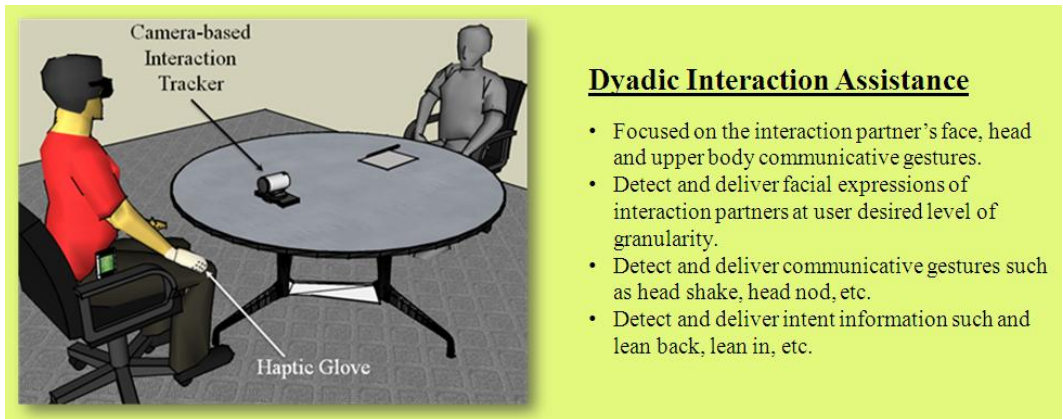 Camera-based
Interaction
Tracker
Haptic Glove
Dyadic Interaction Assistance
• Focused on the interaction partner's face, head
and upper body communicative gestures.
• Detect and deliver facial expressions of
interaction partners at user desired level of
granularity.
• Detect and deliver communicative gestures such
as head shake, head nod, etc.
• Detect and deliver intent information such and
lean back, lean in, etc.